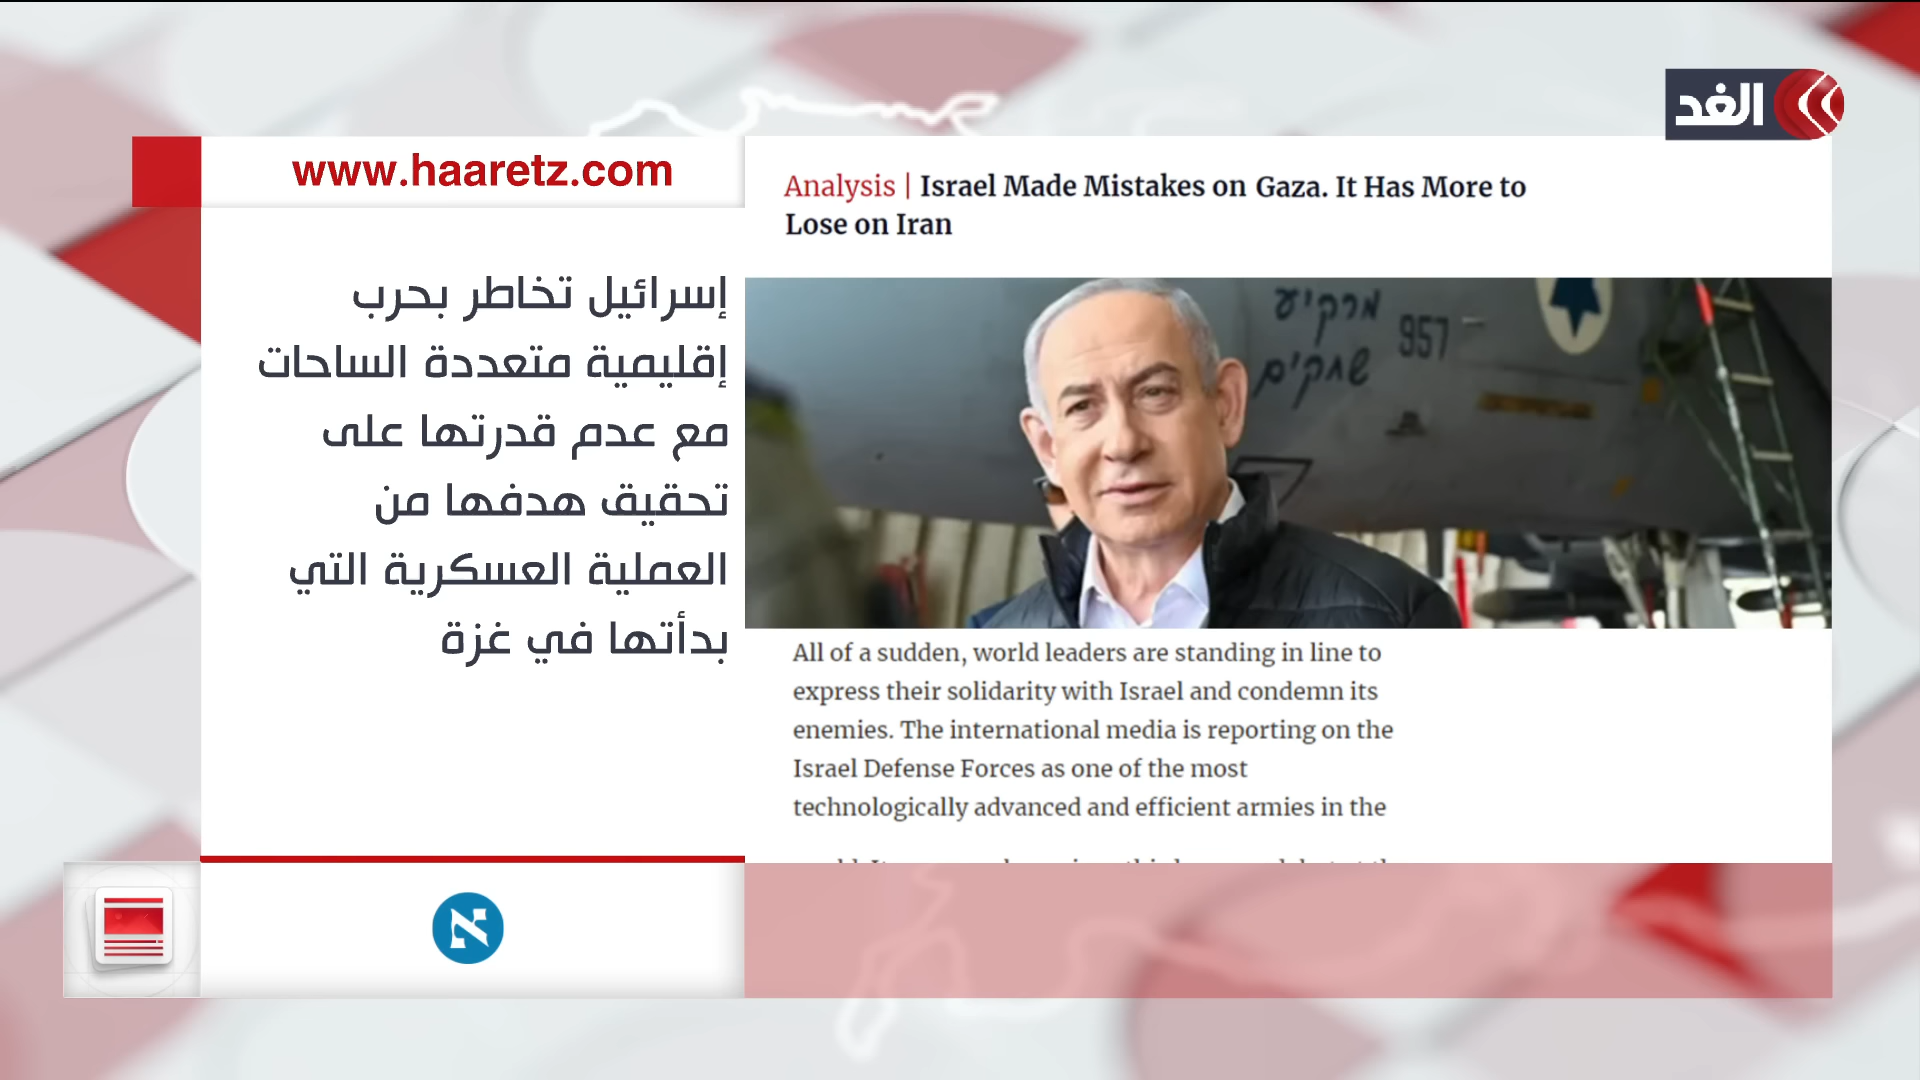 الغد
www.haaretz.com
Analysis | Israel Made Mistakes on Gaza. It Has More to
Lose on Iran
إسرائيل تخاطر بحرب
إقليمية متعددة الساحات
مع عدم قدرتها على
تحقيق هدفها من
العملية العسكرية التي
بدأتها في غزة
מרקיע
שחקים
957
All of a sudden, world leaders are standing in line to
express their solidarity with Israel and condemn its
enemies. The international media is reporting on the
Israel Defense Forces as one of the most
technologically advanced and efficient armies in the
א